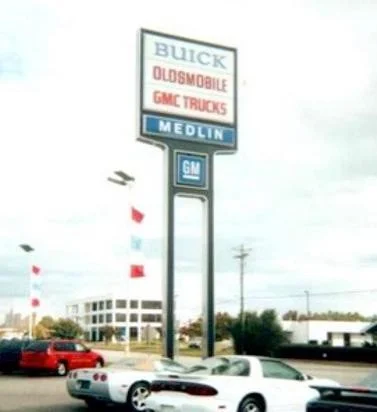 BUICK
OLDSMOBILE
GMC TRUCKS
MEDLIN
GM